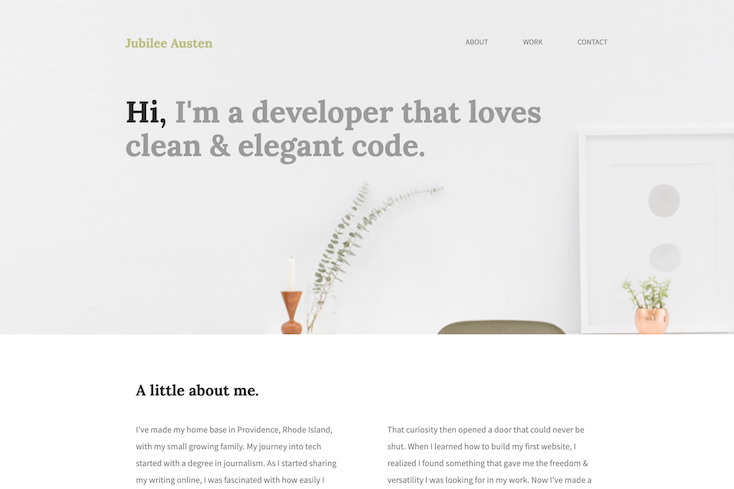 Jubilee Austen
ABOUT WORK CONTACT
Hi, I'm a developer that loves
clean & elegant code.
A little about me.
I've made my home base in Providence, Rhode Island,
with my small growing family. My journey into tech
started with a degree in journalism. As I started sharing
my writing online, I was fascinated with how easily I
That curiosity then opened a door that could never be
shut. When I learned how to build my first website, I
realized I found something that gave me the freedom &
versatility I was looking for in my work. Now I've made a